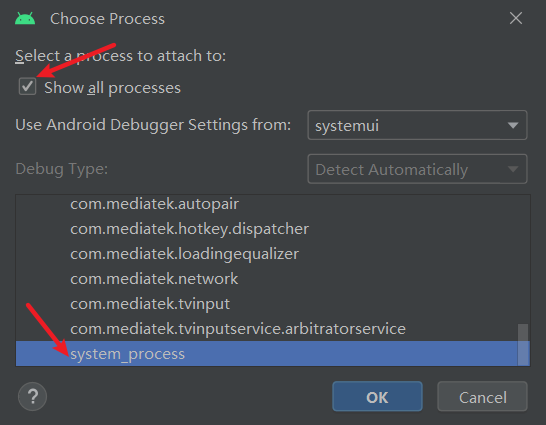 Choose Process
Select a process to attach to:
Show all processes
Use Android Debugger Settings from: systemui
Debug Type: Detect Automatically
com.mediatek.autopair
com.mediatek.hotkey.dispatcher
com.mediatek.loadingequalizer
com.mediatek.network
com.mediatek.tvinput
com.mediatek.tvinputservice.arbitratorservice
system_process
? OK Cancel